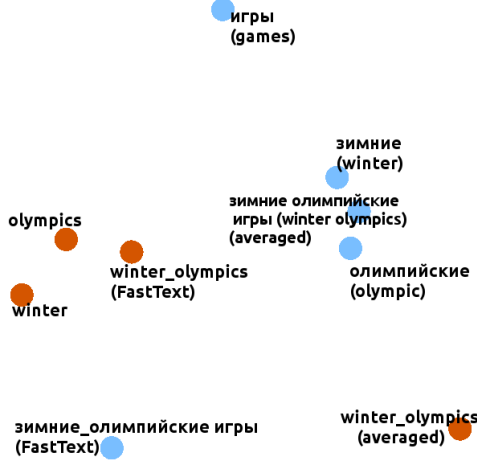 игры
(games)
зимние
(winter)
зимние олимпийские
игры (winter olympics)
(averaged)
olympics
winter_olympics
(FastText)
олимпийские
(olympic)
winter
зимние_олимпийские игры
(FastText)
winter_olympics
(averaged)